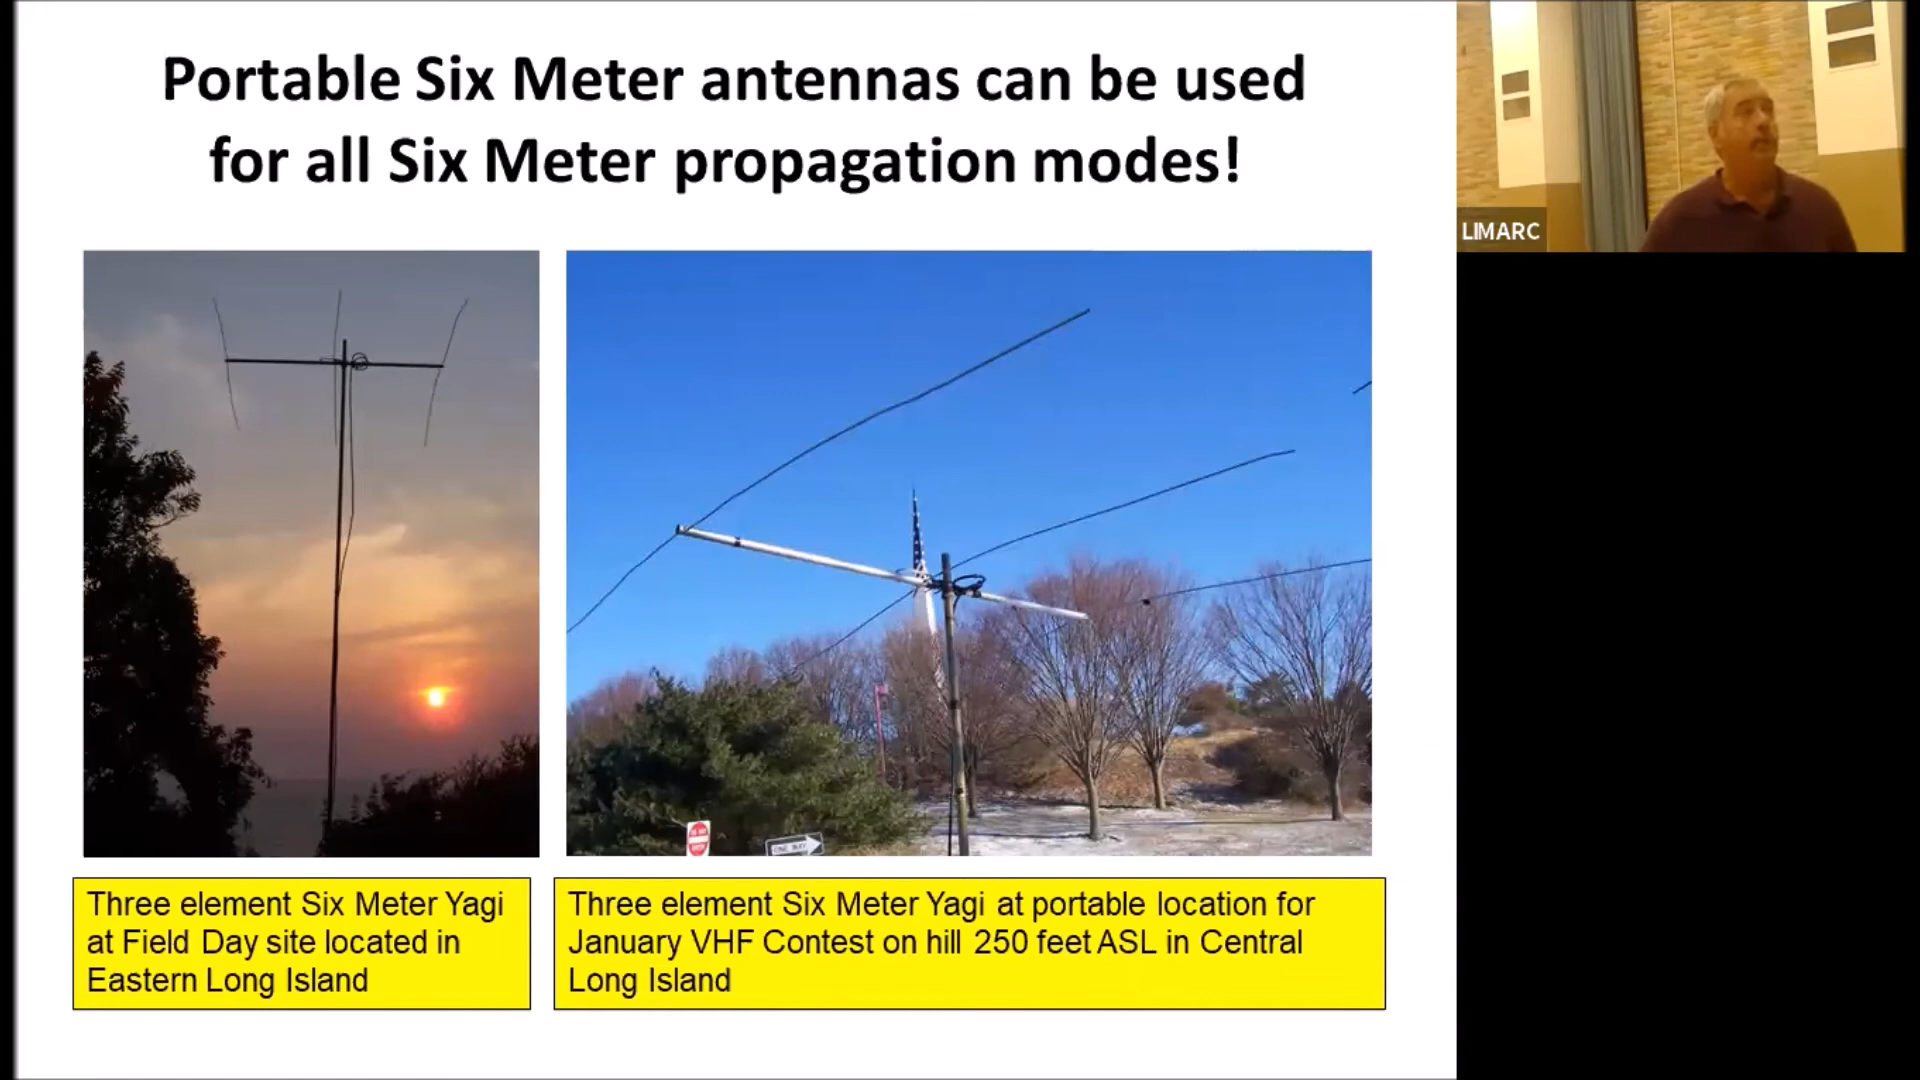 Portable Six Meter antennas can be used
for all Six Meter propagation modes!
LIMARC
ONE WAY
Three element Six Meter Yagi
at Field Day site located in
Eastern Long Island
Three element Six Meter Yagi at portable location for
January VHF Contest on hill 250 feet ASL in Central
Long Island